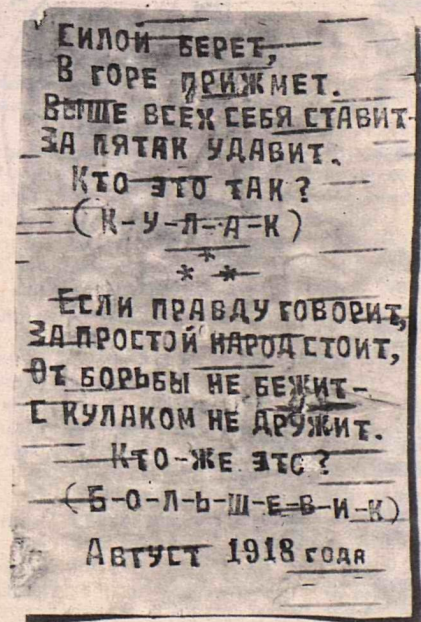 СИЛОЙ БЕРЕТ,
В ГОРЕ ПРИЖМЕТ.
ВЫШЕ ВСЕХ СЕБЯ СТАВИТ-
ЗА ПЯТАК УДАВИТ.
КТО ЭТО ТАК?
(К-У-Л-А-К)
* * *
ЕСЛИ ПРАВДУ ГОВОРИТ,
ЗА ПРОСТОЙ НАРОД СТОИТ,
ОТ БОРЬБЫ НЕ БЕЖИТ-
С КУЛАКОМ НЕ ДРУЖИТ.
КТО-ЖЕ ЭТО?
(Б-О-Л-Ь-Ш-Е-В-И-К)
АВГУСТ 1918 ГОДА